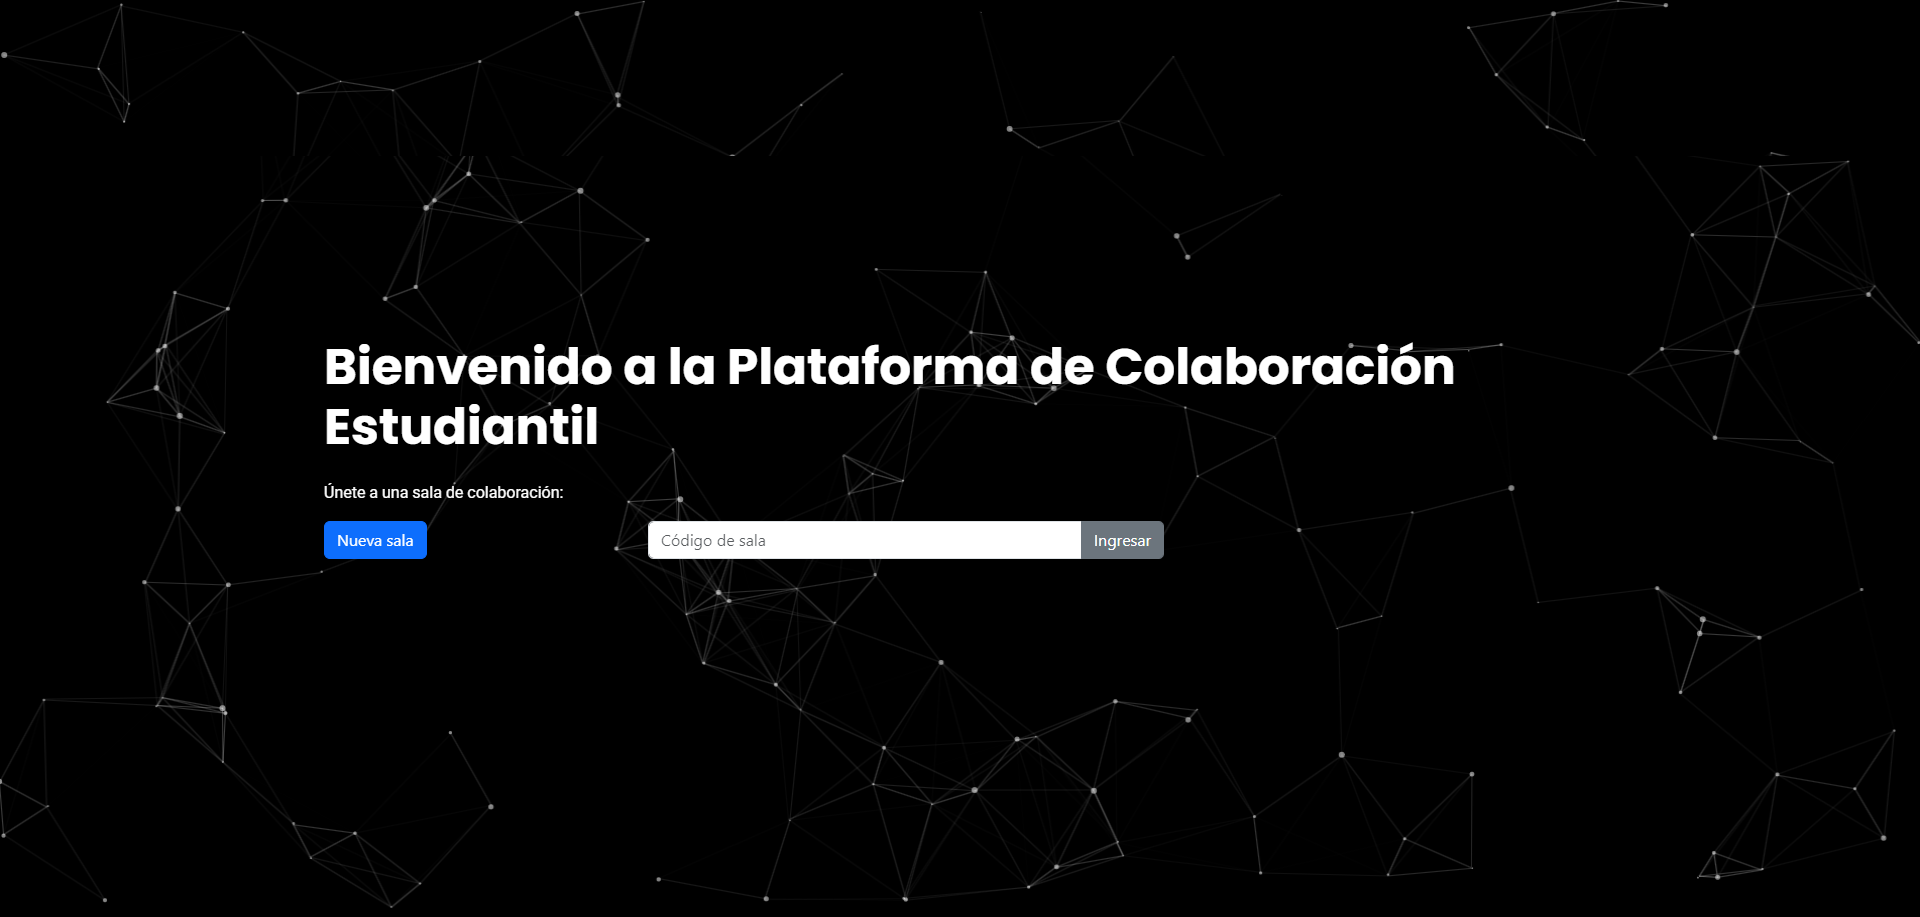 Bienvenido a la Plataforma de Colaboración
Estudiantil
Únete a una sala de colaboración:
Nueva sala
Código de sala
Ingresar